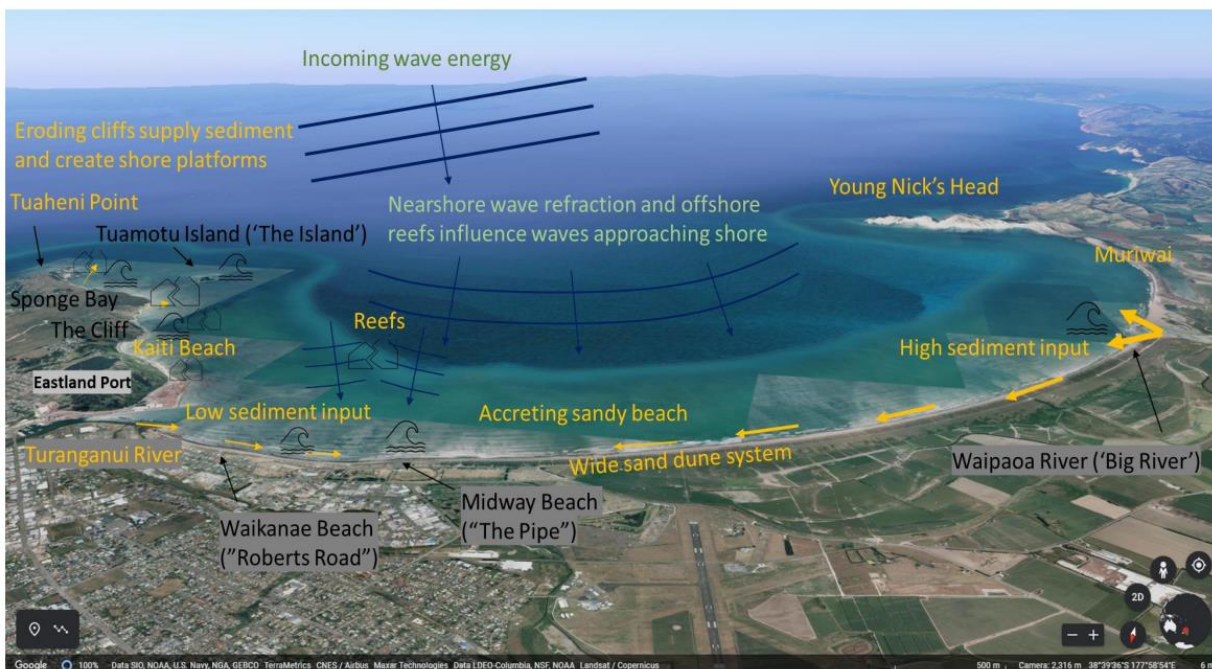 Incoming wave energy
Eroding cliffs supply sediment
and create shore platforms
Young Nick's Head
Tuaheni Point
Nearshore wave refraction and offshore
reefs influence waves approaching shore
Tuamotu Island (‘The Island’)
Muriwai
Sponge Bay
The Cliff
Reefs
Kaiti Beach
High sediment input
Eastland Port
Low sediment input
Accreting sandy beach
Turanganui River
Wide sand dune system
Waipaoa River (‘Big River’)
Midway Beach
(“The Pipe”)
Waikanae Beach
(”Roberts Road”)
2D
Google 100% Data SIO, NOAA, U.S. Navy, NGA, GEBCO TerraMetrics CNES / Airbus Maxar Technologies Data LDEO-Columbia, NSF, NOAA Landsat / Copernicus 500 m Camera: 2,316 m 38°39'36"S 177°58'54"E 6 m